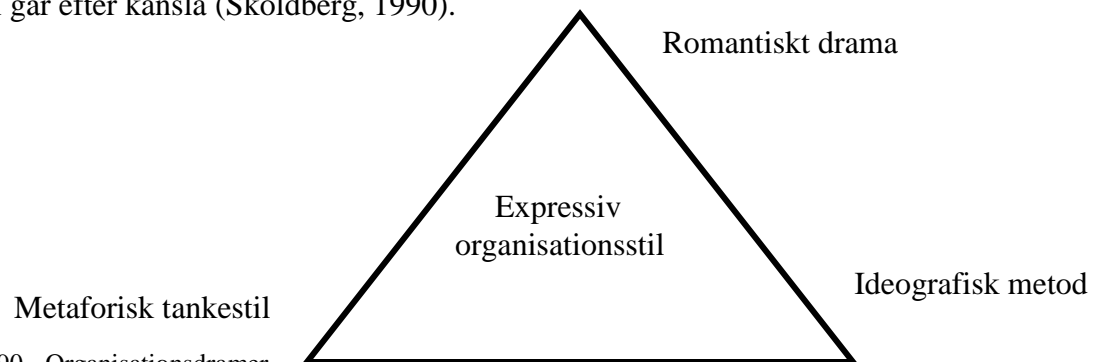 går efter känsla (Sköldberg, 1990).
Romantiskt drama
Expressiv
organisationsstil
Ideografisk metod
Metaforisk tankestil
Organisationsdramer